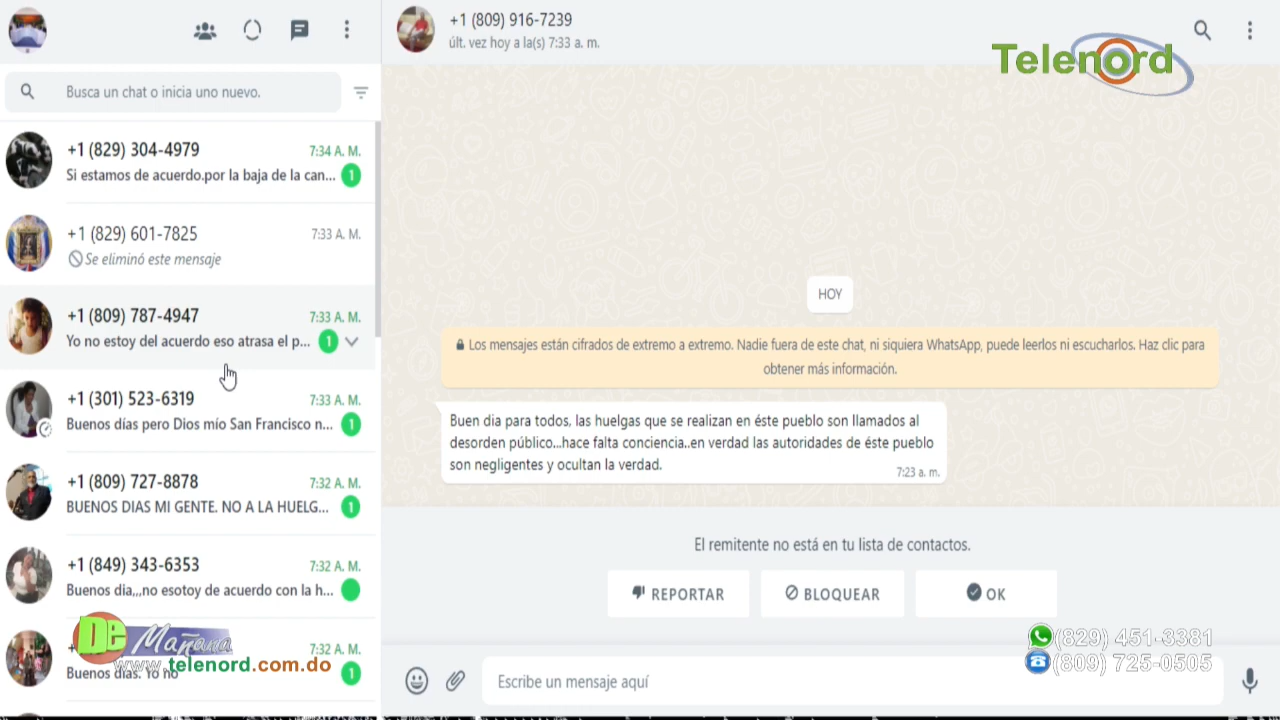 +1 (809) 916-7239
últ. vez hoy a la(s) 7:33 a. m.
Telenord
Busca un chat o inicia uno nuevo.
+1 (829) 304-4979
7:34 A. M.
Si estamos de acuerdo.por la baja de la can...
1
+1 (829) 601-7825
7:33 A. M.
Se eliminó este mensaje
+1 (809) 787-4947
7:33 A. M.
Yo no estoy del acuerdo eso atrasa el p...
1
+1 (301) 523-6319
7:33 A. M.
Buenos días pero Dios mío San Francisco n...
1
+1 (809) 727-8878
7:32 A. M.
BUENOS DIAS MI GENTE. NO A LA HUELG...
1
+1 (849) 343-6353
7:32 A. M.
Buenos dia,,,no esotoy de acuerdo con la h...
7:32 A. M.
Buenos días. Yo no
1
De Mañana
www.telenord.com.do
HOY
Los mensajes están cifrados de extremo a extremo. Nadie fuera de este chat, ni siquiera WhatsApp, puede leerlos ni escucharlos. Haz clic para
obtener más información.
Buen dia para todos, las huelgas que se realizan en éste pueblo son llamados al
desorden público...hace falta conciencia..en verdad las autoridades de éste pueblo
son negligentes y ocultan la verdad.
7:23 a. m.
El remitente no está en tu lista de contactos.
REPORTAR
BLOQUEAR
OK
(829) 451-3381
(809) 725-0505
Escribe un mensaje aquí